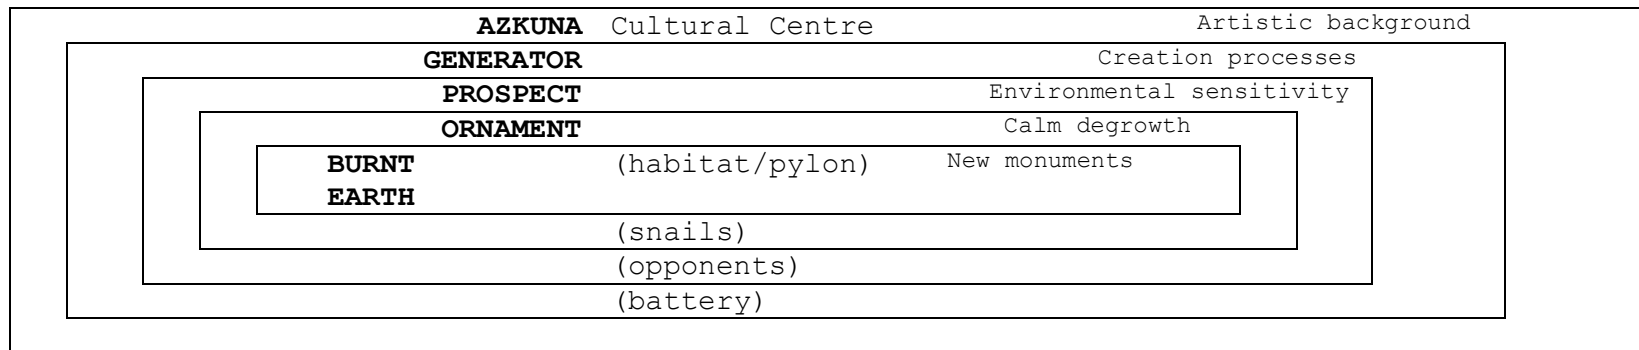 AZKUNA Cultural Centre Artistic background
GENERATOR Creation processes
PROSPECT Environmental sensitivity
ORNAMENT Calm degrowth
BURNT (habitat/pylon) New monuments
EARTH
(snails)
(opponents)
(battery)